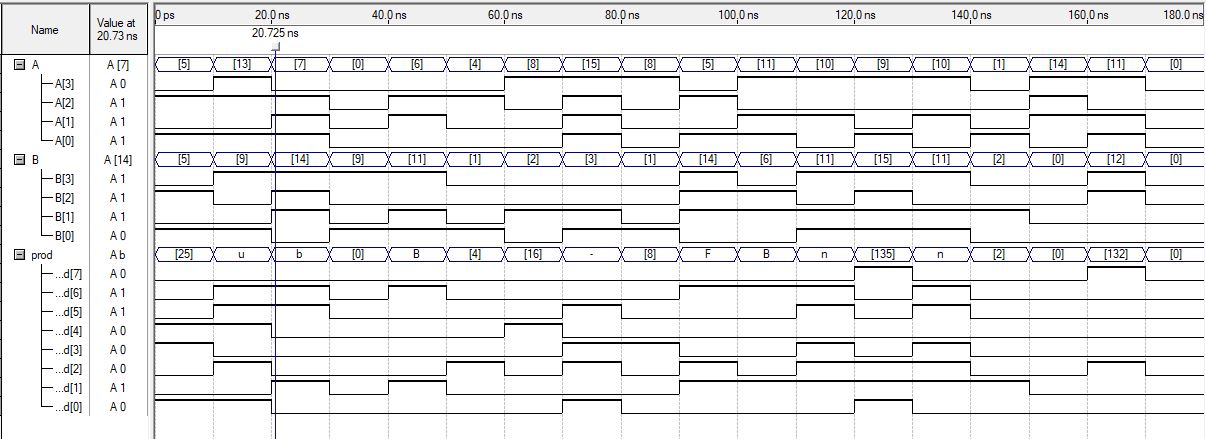 Name Value at 20.73 ns 0 ps 20.0 ns 40.0 ns 60.0 ns 80.0 ns 100.0 ns 120.0 ns 140.0 ns 160.0 ns 180.0 ns
20.725 ns
A A [7] [5] [13] [7] [0] [6] [4] [8] [15] [8] [5] [11] [10] [9] [10] [1] [14] [11] [0]
A[3] A 0
A[2] A 1
A[1] A 1
A[0] A 1
B A [14] [5] [9] [14] [9] [11] [1] [2] [3] [1] [14] [6] [11] [15] [11] [2] [0] [12] [0]
B[3] A 1
B[2] A 1
B[1] A 1
B[0] A 0
prod A b [25] u b [0] B [4] [16] - [8] F B n [135] n [2] [0] [132] [0]
...d[7] A 0
...d[6] A 1
...d[5] A 1
...d[4] A 0
...d[3] A 0
...d[2] A 0
...d[1] A 1
...d[0] A 0